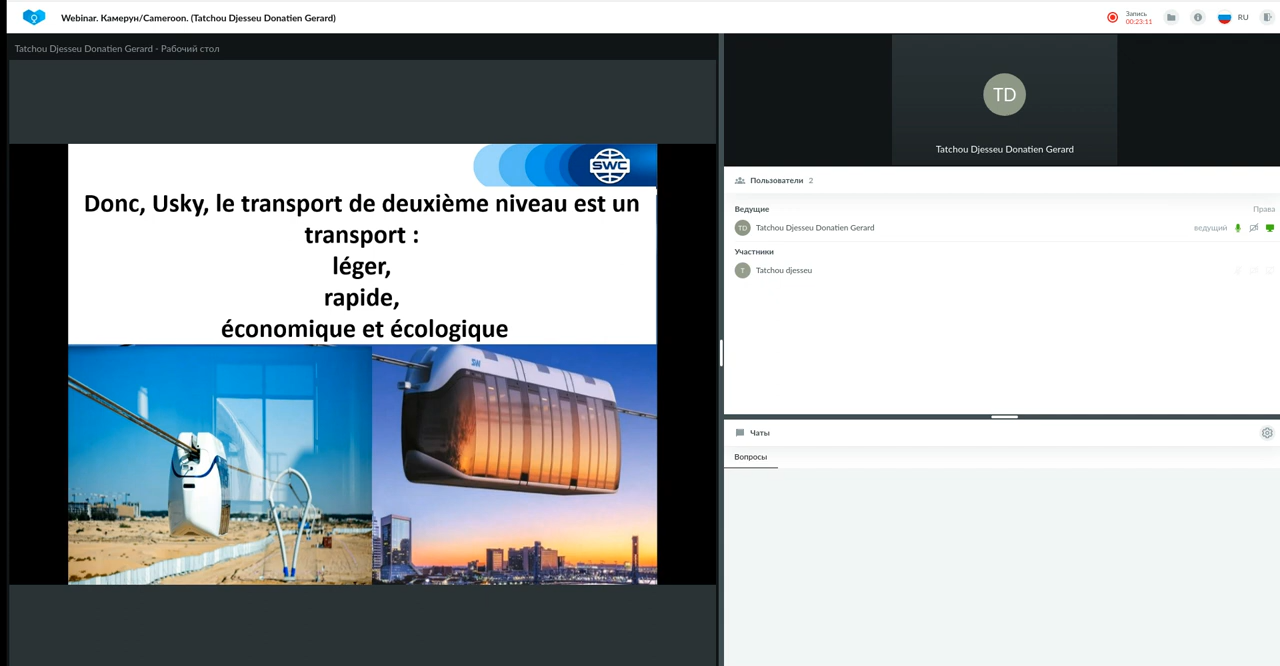 Webinar. Камерун/Cameroon. (Tatchou Djesseu Donatien Gerard)
Запись
00:23:11
RU
Tatchou Djesseu Donatien Gerard - Рабочий стол
SWC
Donc, Usky, le transport de deuxième niveau est un
transport :
léger,
rapide,
économique et écologique
TD
Tatchou Djesseu Donatien Gerard
Пользователи 2
Ведущие Права
TD Tatchou Djesseu Donatien Gerard ведущий
Участники
T Tatchou djesseu
Чаты
Вопросы